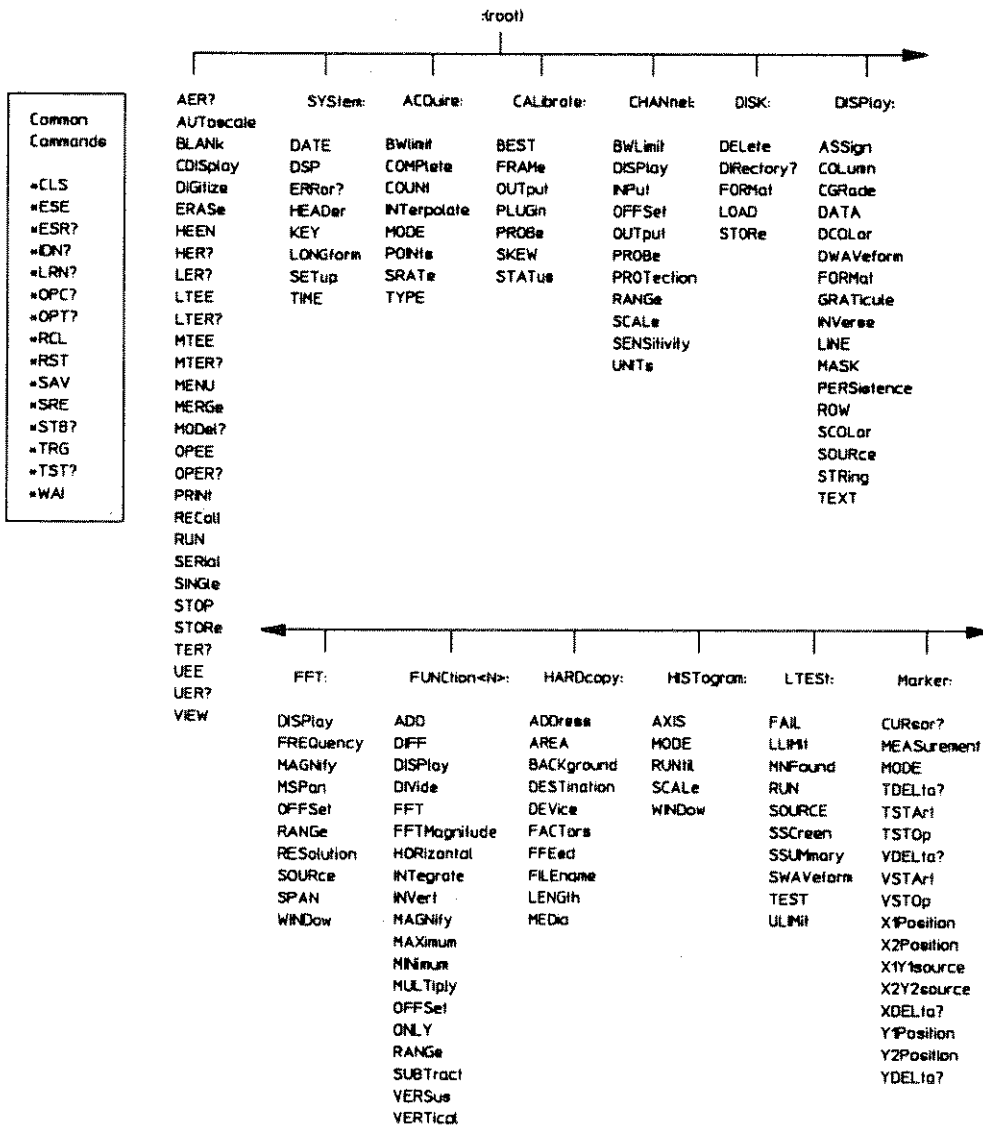 :(root)
Common
Commands
*CLS
*ESE
*ESR?
*IDN?
*LRN?
*OPC?
*OPT?
*RCL
*RST
*SAV
*SRE
*STB?
*TRG
*TST?
*WAI
AER?
AUToscale
BLANk
CDISplay
DIGitize
ERASe
HEEN
HER?
LER?
LTEE
LTER?
MTEE
MTER?
MENU
MERGe
MODel?
OPEE
OPER?
PRINt
RECall
RUN
SERial
SINGle
STOP
STORe
TER?
UEE
UER?
VIEW
SYStem:
DATE
DSP
ERRor?
HEADer
KEY
LONGform
SETup
TIME
ACQuire:
BWlimit
COMPlete
COUNt
INTerpolate
MODE
POINts
SRATe
TYPE
CALibrate:
BEST
FRAMe
OUTput
PLUGin
PROBe
SKEW
STATus
CHANnel:
BWLimit
DISPlay
INPut
OFFSet
OUTput
PROBe
PROTection
RANGe
SCALe
SENSitivity
UNITs
DISK:
DELete
DIRectory?
FORMat
LOAD
STORe
DISPlay:
ASSign
COLumn
CGRade
DATA
DCOLor
DWAVeform
FORMat
GRATicule
INVerse
LINE
MASK
PERSistence
ROW
SCOLor
SOURce
STRing
TEXT
FFT:
DISPlay
FREQuency
MAGNify
MSPan
OFFSet
RANGe
RESolution
SOURce
SPAN
WINDow
FUNCtion<N>:
ADD
DIFF
DISPlay
DIVide
FFT
FFTMagnitude
HORizontal
INTegrate
INVert
MAGNify
MAXimum
MINimum
MULTiply
OFFSet
ONLY
RANGe
SUBTract
VERSus
VERTical
HARDcopy:
ADDress
AREA
BACKground
DESTination
DEVice
FACTors
FFEed
FILEname
LENGth
MEDia
HISTogram:
AXIS
MODE
RUNtil
SCALe
WINDow
LTESt:
FAIL
LLIMit
MNFound
RUN
SOURCE
SSCreen
SSUMmary
SWAVeform
TEST
ULIMit
Marker:
CURsor?
MEASurement
MODE
TDELta?
TSTArt
TSTOp
VDELta?
VSTArt
VSTOp
X1Position
X2Position
X1Y1source
X2Y2source
XDELta?
Y1Position
Y2Position
YDELta?